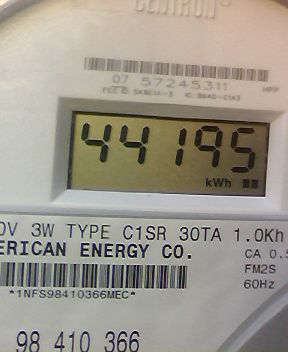 CENTRON®
07 57245311
44195
kWh
0V 3W TYPE C1SR 30TA 1.0Kh
ERICAN ENERGY CO.
CA 0.5
FM2S
60Hz
*1NFS98410366MEC*
98 410 366